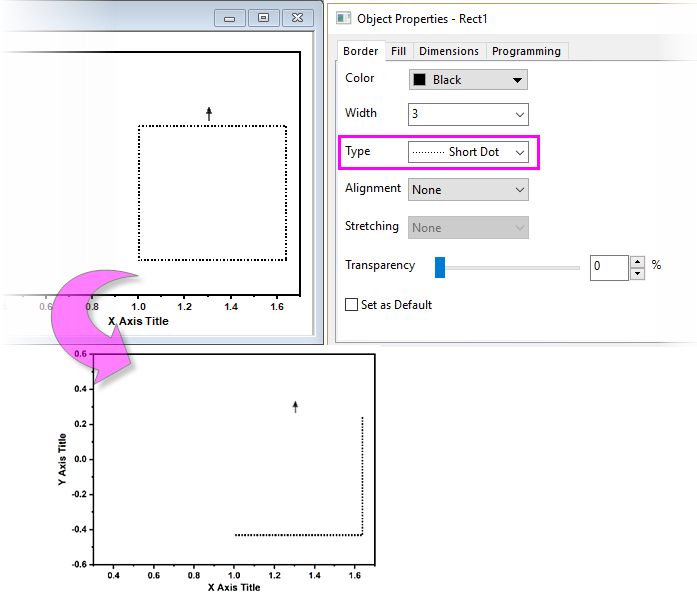 Object Properties - Rect1
Border Fill Dimensions Programming
Color Black
Width 3
Type Short Dot
Alignment None
Stretching None
Transparency 0 %
Set as Default
0.6 0.8 1.0 1.2 1.4 1.6
X Axis Title
0.6
0.4
0.2
0.0
-0.2
-0.4
-0.6
Y Axis Title
0.4 0.6 0.8 1.0 1.2 1.4 1.6
X Axis Title